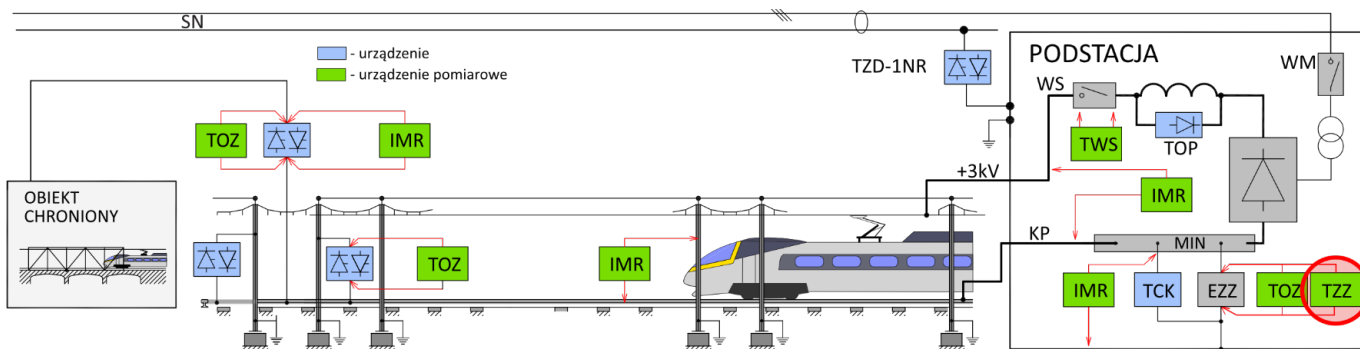 SN
- urządzenie
- urządzenie pomiarowe
TZD-1NR
PODSTACJA
WM
WS
TWS
TOP
TOZ
IMR
+3kV
IMR
OBIEKT
CHRONIONY
TOZ
IMR
KP
MIN
IMR
TCK
EZZ
TOZ
TZZ